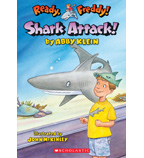 Ready, Freddy!
Shark Attack!
by ABBY KLEIN
illustrated by
JOHN McKINLEY
SCHOLASTIC